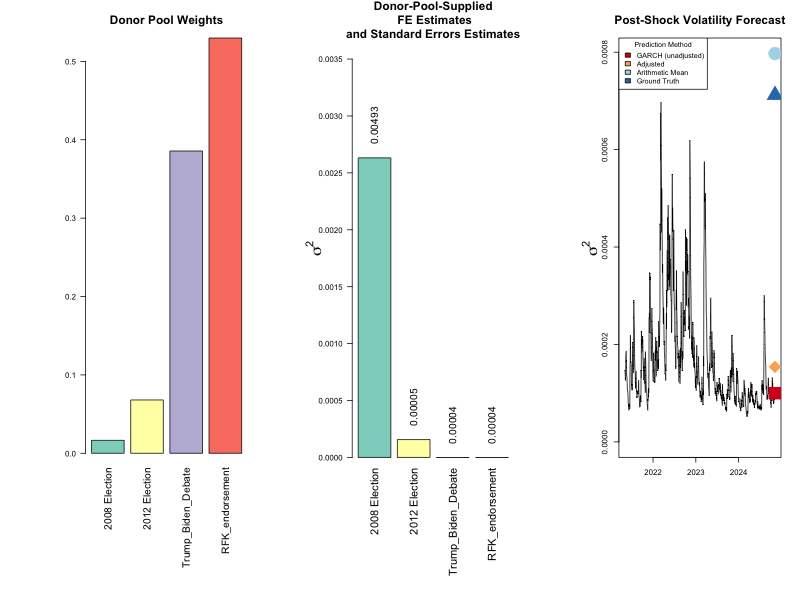 Donor Pool Weights
0.5
0.4
0.3
0.2
0.1
0.0
2008 Election
2012 Election
Trump_Biden_Debate
RFK_endorsement
Donor-Pool-Supplied
FE Estimates
and Standard Errors Estimates
σ2
0.0035
0.0030
0.0025
0.0020
0.0015
0.0010
0.0005
0.0000
0.00493
0.00005
0.00004
0.00004
2008 Election
2012 Election
Trump_Biden_Debate
RFK_endorsement
Post-Shock Volatility Forecast
Prediction Method
GARCH (unadjusted)
Adjusted
Arithmetic Mean
Ground Truth
σ2
0.0008
0.0006
0.0004
0.0002
0.0000
2022
2023
2024